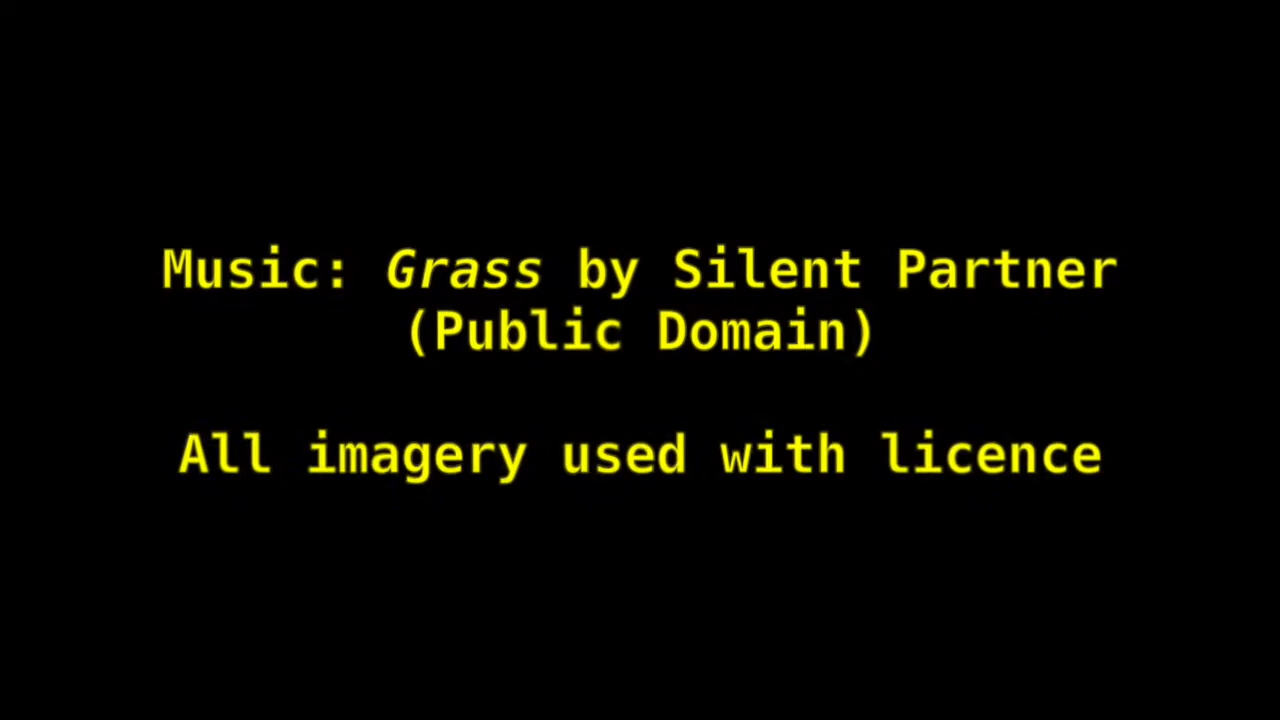 Music: Grass by Silent Partner
(Public Domain)
All imagery used with licence